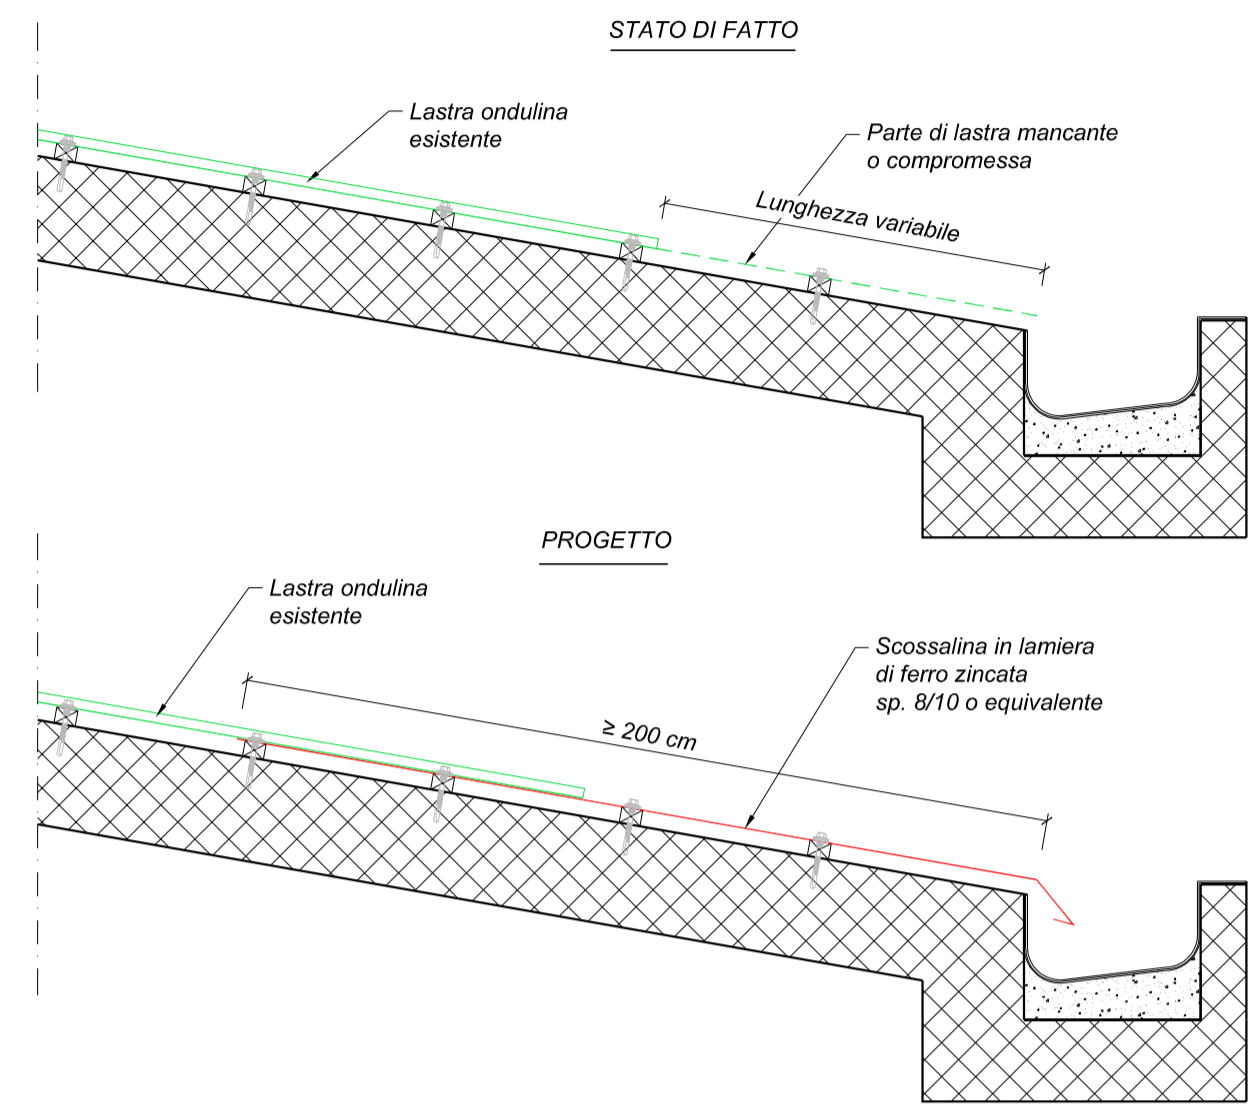 STATO DI FATTO
Lastra ondulina
esistente
Parte di lastra mancante
o compromessa
Lunghezza variabile
PROGETTO
Lastra ondulina
esistente
Scossalina in lamiera
di ferro zincata
sp. 8/10 o equivalente
≥ 200 cm